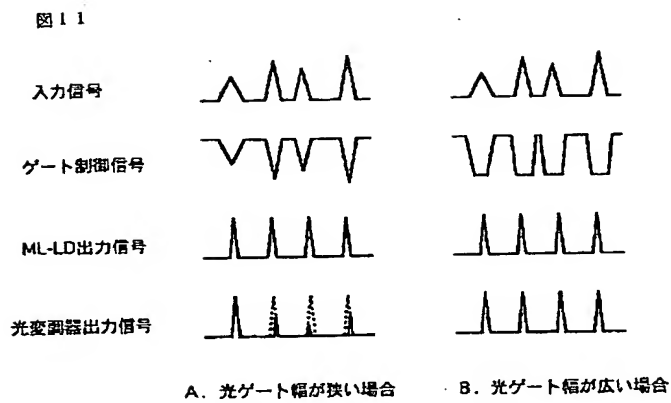 図11
入力信号
ゲート制御信号
ML-LD出力信号
光変調器出力信号
A. 光ゲート幅が狭い場合
B. 光ゲート幅が広い場合